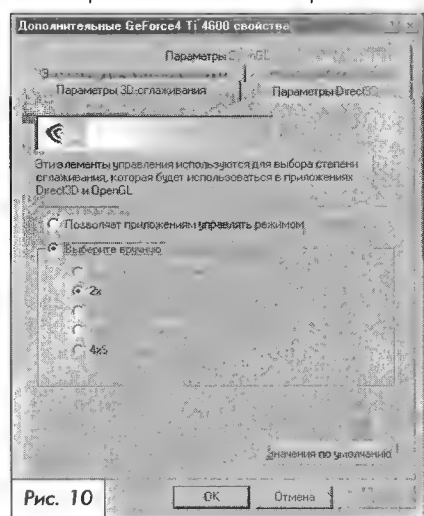 Дополнительные GeForce4 Ti 4600 свойства
Параметры
Параметры 3D-сглаживания
Параметры Direct3D
Эти элементы управления используются для выбора степени
сглаживания, которая будет использоваться в приложениях
Direct3D и OpenGL
Позволяет приложениям управлять режимом
Выберите вручную
2x
4xS
значения по умолчанию
OK
Отмена
Рис. 10